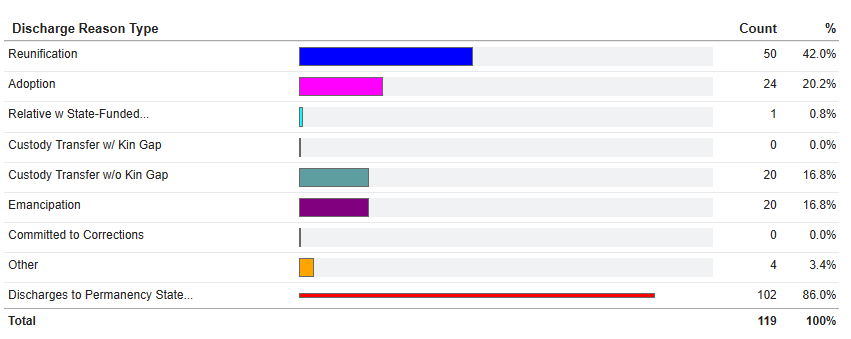 Discharge Reason Type Count %
Reunification 50 42.0%
Adoption 24 20.2%
Relative w State-Funded... 1 0.8%
Custody Transfer w/ Kin Gap 0 0.0%
Custody Transfer w/o Kin Gap 20 16.8%
Emancipation 20 16.8%
Committed to Corrections 0 0.0%
Other 4 3.4%
Discharges to Permanency State... 102 86.0%
Total 119 100%